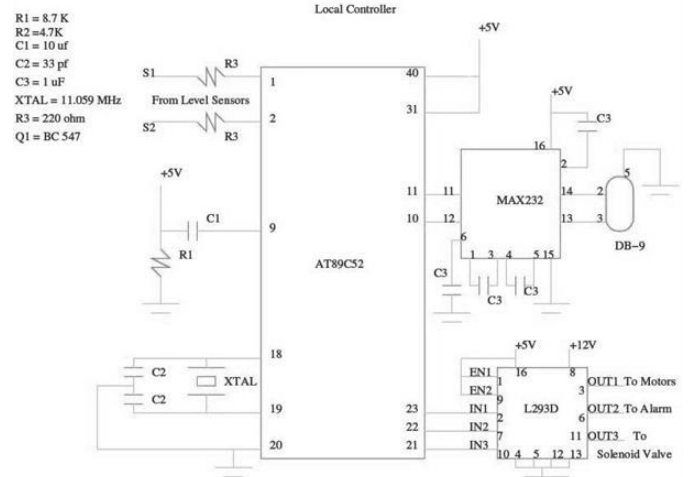 Local Controller
R1 = 8.7 K
R2 =4.7K
C1 = 10 uf
C2 = 33 pf
C3 = 1 uF
XTAL = 11.059 MHz
R3 = 220 ohm
Q1 = BC 547
S1
R3
From Level Sensors
S2
R3
+5V
C1
R1
C2
C2
XTAL
1
2
9
18
19
20
AT89C52
40
31
11
10
23
22
21
+5V
+5V
C3
16
2
11
12
MAX232
14
13
6
1
3
4
5
15
C3
C3
C3
2
3
5
DB-9
+5V
+12V
EN1
EN2
IN1
IN2
IN3
16
8
1
9
2
7
10
4
5
12
13
L293D
3
6
11
OUT1 To Motors
OUT2 To Alarm
OUT3 To
Solenoid Valve